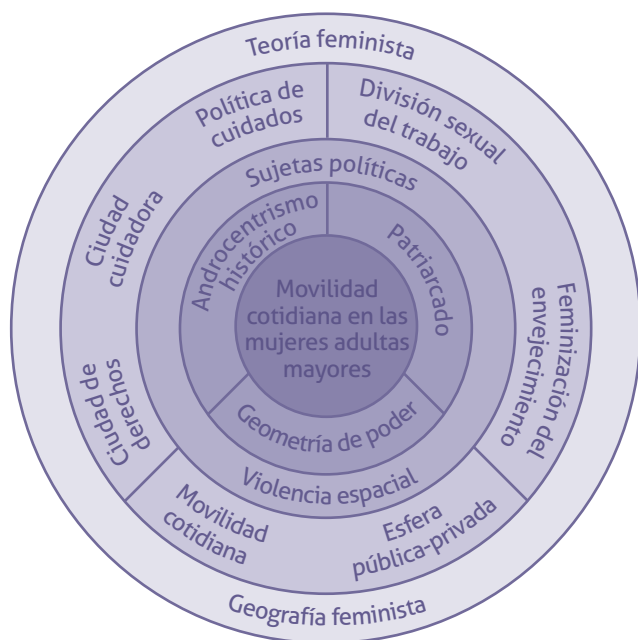 Teoría feminista
Política de
cuidados
División sexual
del trabajo
Sujetas políticas
Ciudad
cuidadora
Androcentrismo
histórico
Patriarcado
Movilidad
cotidiana en las
mujeres adultas
mayores
Feminización del
envejecimiento
Ciudad de
derechos
Geometría de poder
Violencia espacial
Movilidad
cotidiana
Esfera
pública-privada
Geografía feminista